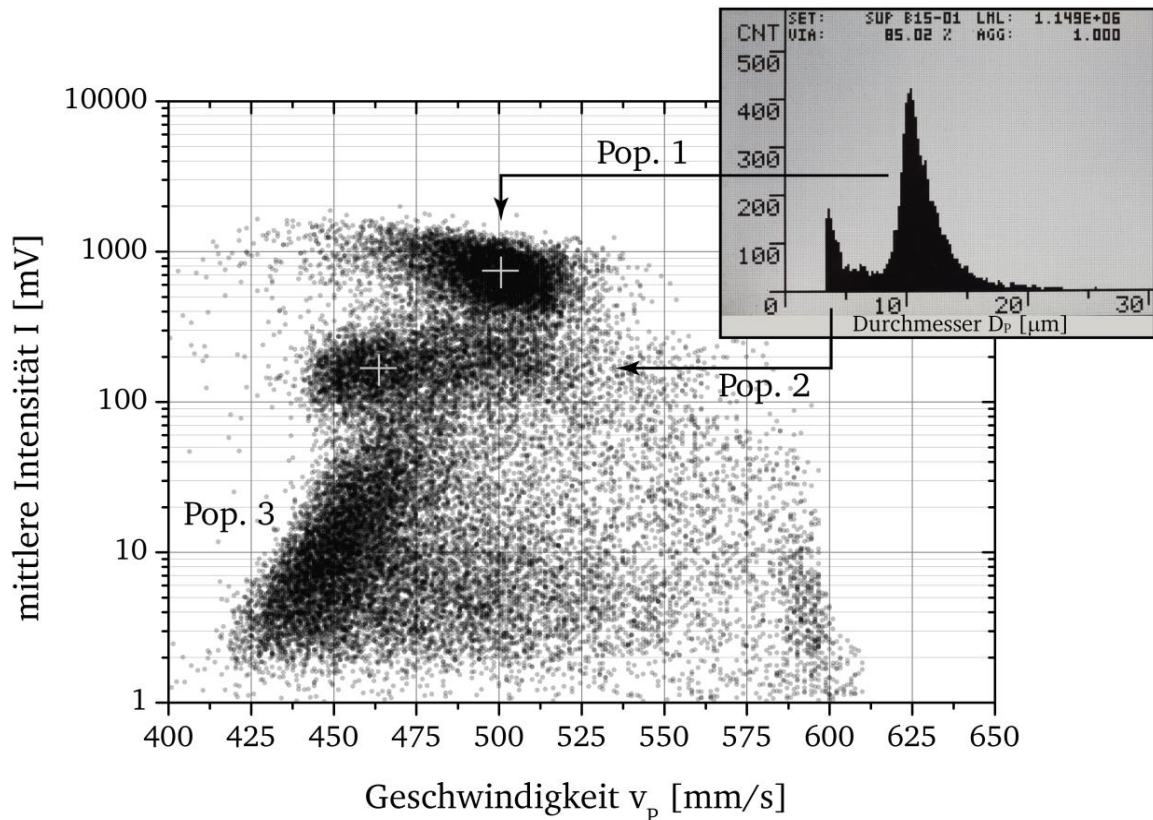 SET: SUP B15-01 LML: 1.149E+06
VIA: 85.02 % AGG: 1.000
CNT
500
400
300
200
100
0 10 20 30
Durchmesser DP [µm]
Pop. 1
Pop. 2
Pop. 3
mittlere Intensität I [mV]
10000
1000
100
10
1
400 425 450 475 500 525 550 575 600 625 650
Geschwindigkeit vP [mm/s]